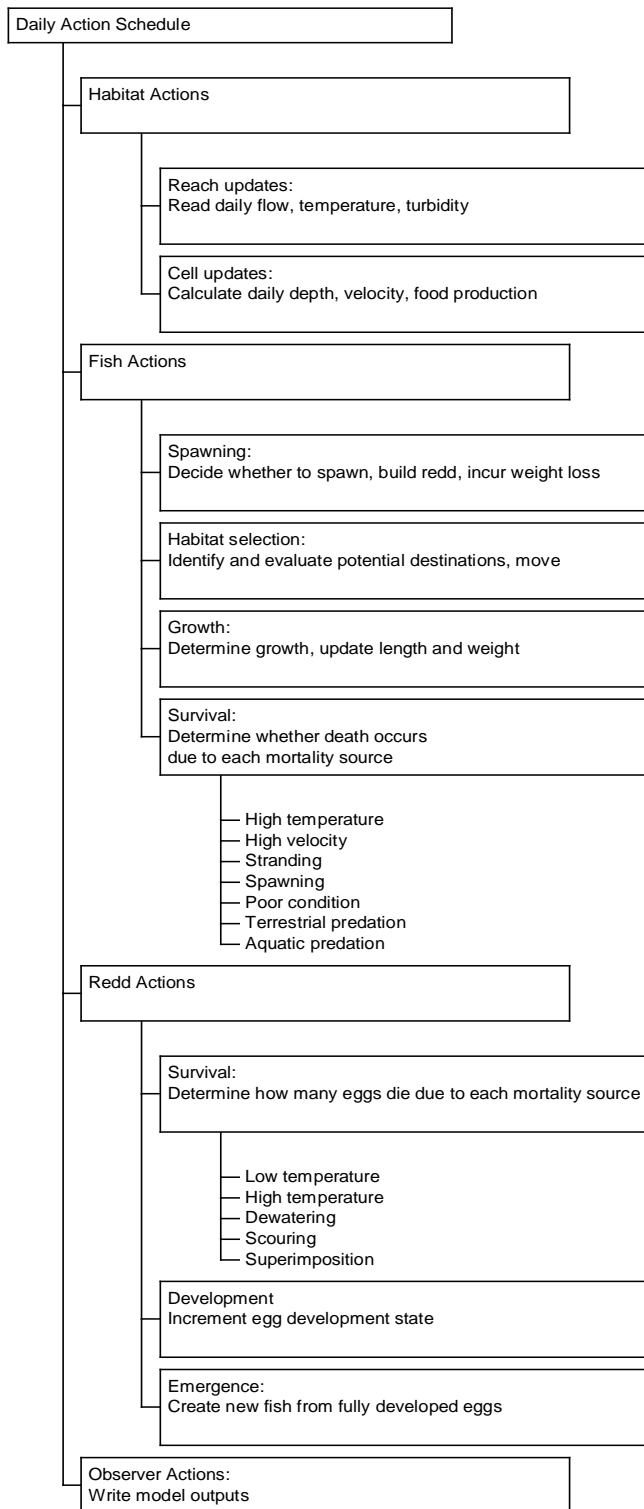 Daily Action Schedule
Habitat Actions
Reach updates:
Read daily flow, temperature, turbidity
Cell updates:
Calculate daily depth, velocity, food production
Fish Actions
Spawning:
Decide whether to spawn, build redd, incur weight loss
Habitat selection:
Identify and evaluate potential destinations, move
Growth:
Determine growth, update length and weight
Survival:
Determine whether death occurs
due to each mortality source
High temperature
High velocity
Stranding
Spawning
Poor condition
Terrestrial predation
Aquatic predation
Redd Actions
Survival:
Determine how many eggs die due to each mortality source
Low temperature
High temperature
Dewatering
Scouring
Superimposition
Development
Increment egg development state
Emergence:
Create new fish from fully developed eggs
Observer Actions:
Write model outputs